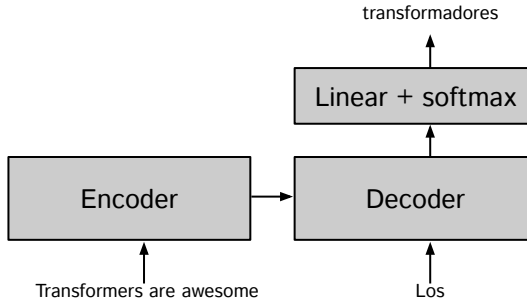 transformadores
Linear + softmax
Encoder
Decoder
Transformers are awesome
Los